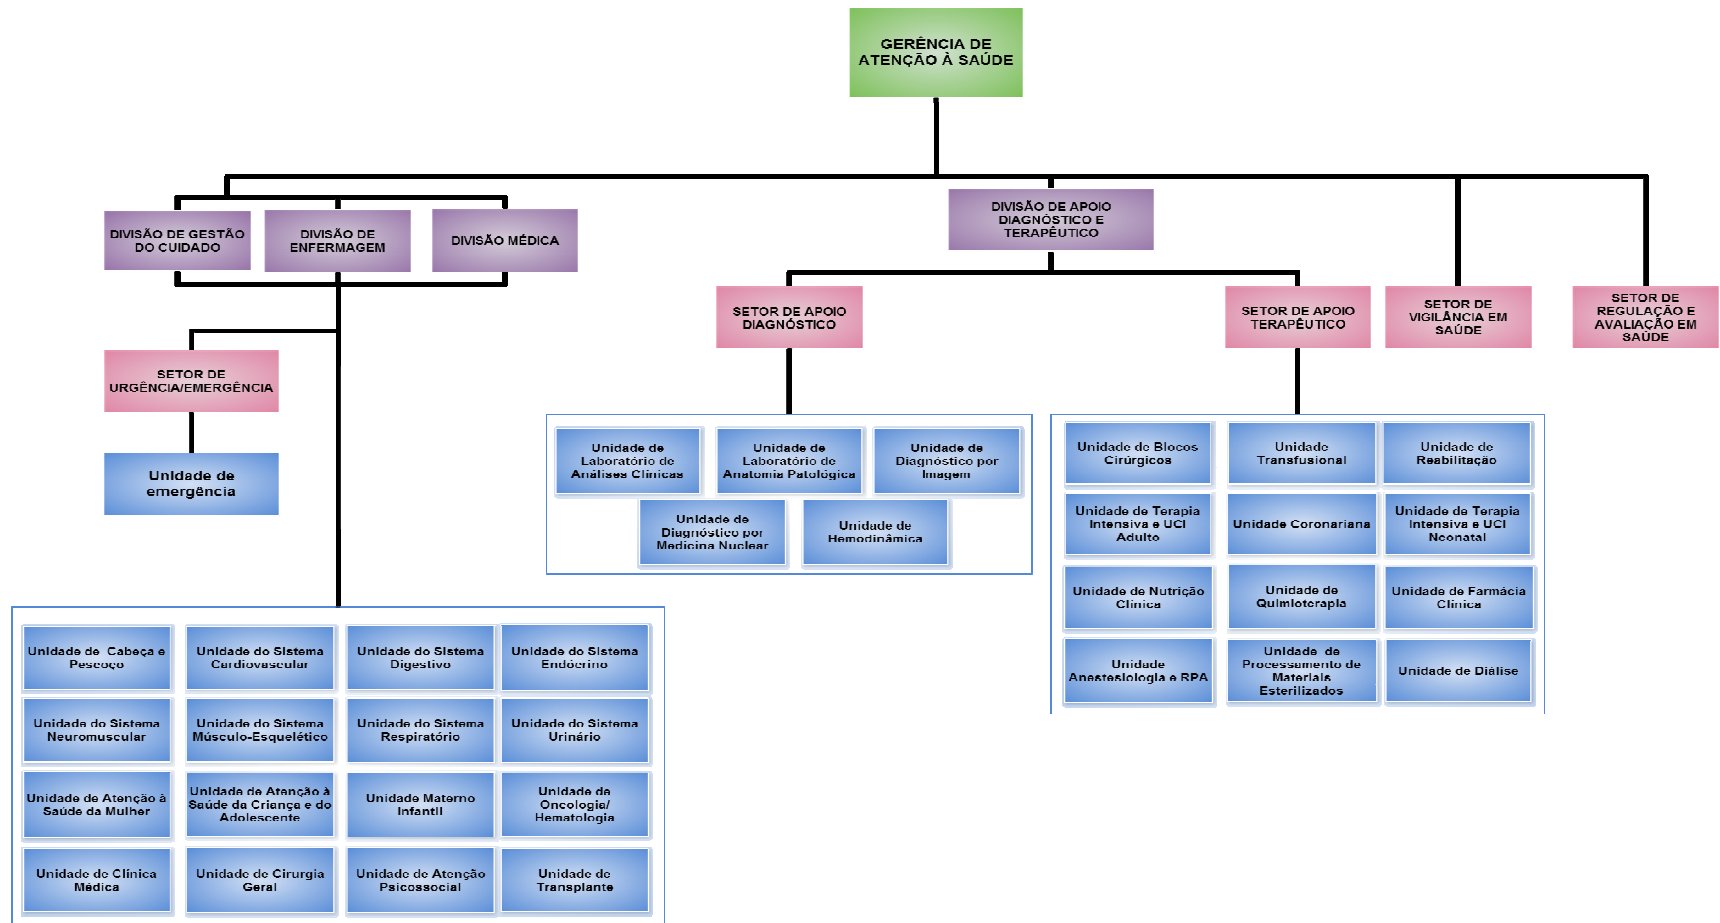 GERÊNCIA DE
ATENÇÃO À SAÚDE
DIVISÃO DE GESTÃO
DO CUIDADO
DIVISÃO DE
ENFERMAGEM
DIVISÃO MÉDICA
DIVISÃO DE APOIO
DIAGNÓSTICO E
TERAPÊUTICO
SETOR DE APOIO
DIAGNÓSTICO
SETOR DE APOIO
TERAPÊUTICO
SETOR DE
VIGILÂNCIA EM
SAÚDE
SETOR DE
REGULAÇÃO E
AVALIAÇÃO EM
SAÚDE
SETOR DE
URGÊNCIA/EMERGÊNCIA
Unidade de
emergência
Unidade de
Laboratório de
Análises Clínicas
Unidade de
Laboratório de
Anatomia Patológica
Unidade de
Diagnóstico por
Imagem
Unidade de
Diagnóstico por
Medicina Nuclear
Unidade de
Hemodinâmica
Unidade de Blocos
Cirúrgicos
Unidade
Transfusional
Unidade de
Reabilitação
Unidade de Terapia
Intensiva e UCI
Adulto
Unidade Coronariana
Unidade de Terapia
Intensiva e UCI
Neonatal
Unidade de Nutrição
Clínica
Unidade de
Quimioterapia
Unidade de Farmácia
Clínica
Unidade
Anestesiologia e RPA
Unidade de
Processamento de
Materiais
Esterilizados
Unidade de Diálise
Unidade de Cabeça e
Pescoço
Unidade do Sistema
Cardiovascular
Unidade do Sistema
Digestivo
Unidade do Sistema
Endócrino
Unidade do Sistema
Neuromuscular
Unidade do Sistema
Músculo-Esquelético
Unidade do Sistema
Respiratório
Unidade do Sistema
Urinário
Unidade de Atenção à
Saúde da Mulher
Unidade de Atenção à
Saúde da Criança e do
Adolescente
Unidade Materno
Infantil
Unidade de
Oncologia/
Hematologia
Unidade de Clínica
Médica
Unidade de Cirurgia
Geral
Unidade de Atenção
Psicossocial
Unidade de
Transplante